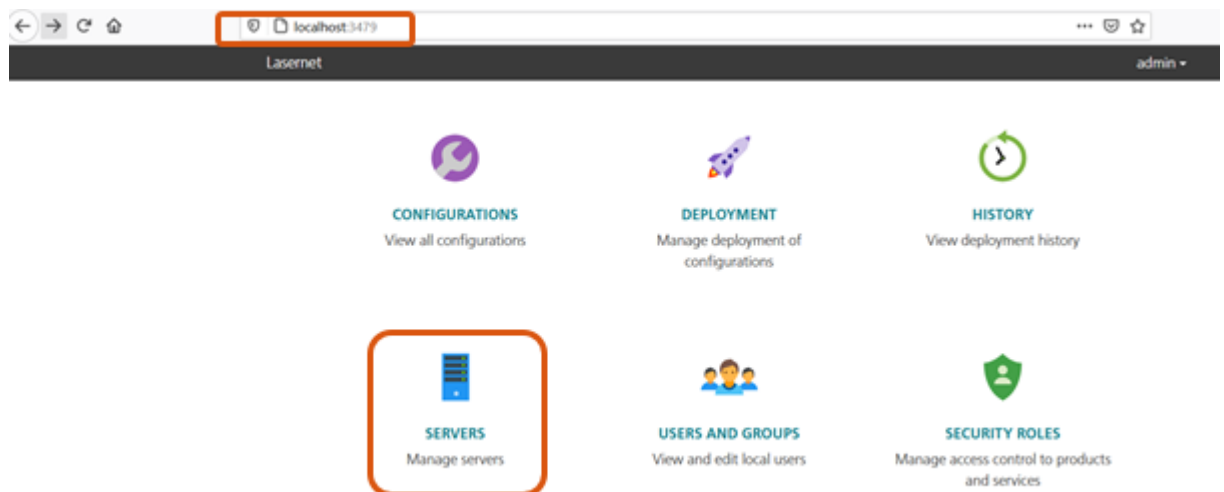 localhost:3479
Lasernet admin
CONFIGURATIONS DEPLOYMENT HISTORY
View all configurations Manage deployment of View deployment history
configurations
SERVERS USERS AND GROUPS SECURITY ROLES
Manage servers View and edit local users Manage access control to products
and services